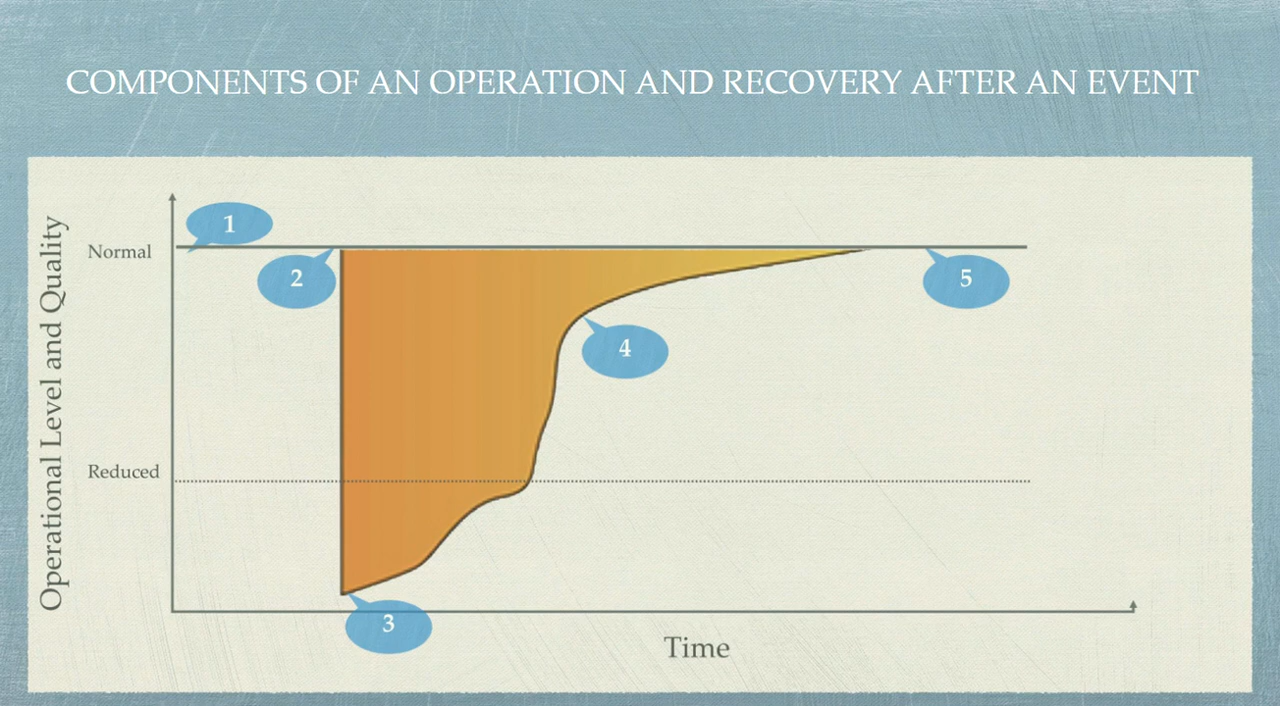 COMPONENTS OF AN OPERATION AND RECOVERY AFTER AN EVENT
Operational Level and Quality
1
Normal
2
5
4
Reduced
3
Time